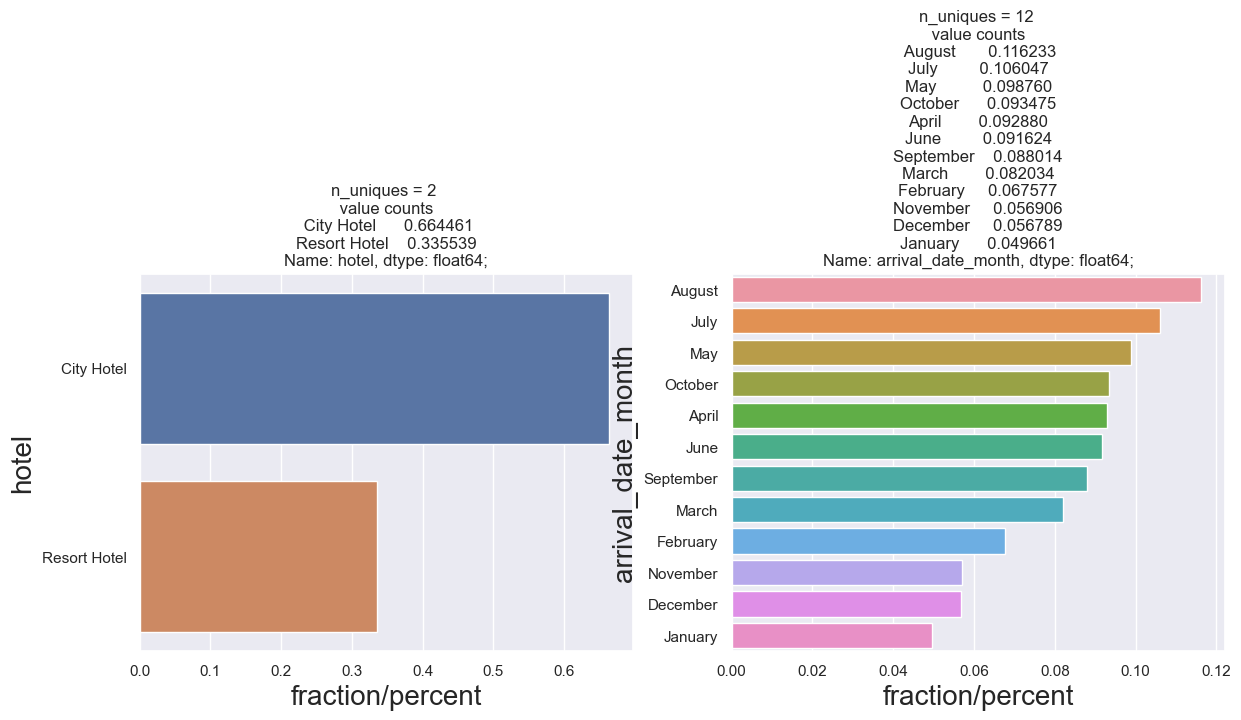 n_uniques = 2
value counts
City Hotel 0.664461
Resort Hotel 0.335539
Name: hotel, dtype: float64;
City Hotel
Resort Hotel
hotel
0.0 0.1 0.2 0.3 0.4 0.5 0.6
fraction/percent
n_uniques = 12
value counts
August 0.116233
July 0.106047
May 0.098760
October 0.093475
April 0.092880
June 0.091624
September 0.088014
March 0.082034
February 0.067577
November 0.056906
December 0.056789
January 0.049661
Name: arrival_date_month, dtype: float64;
August
July
May
October
April
June
September
March
February
November
December
January
arrival_date_month
0.00 0.02 0.04 0.06 0.08 0.10 0.12
fraction/percent